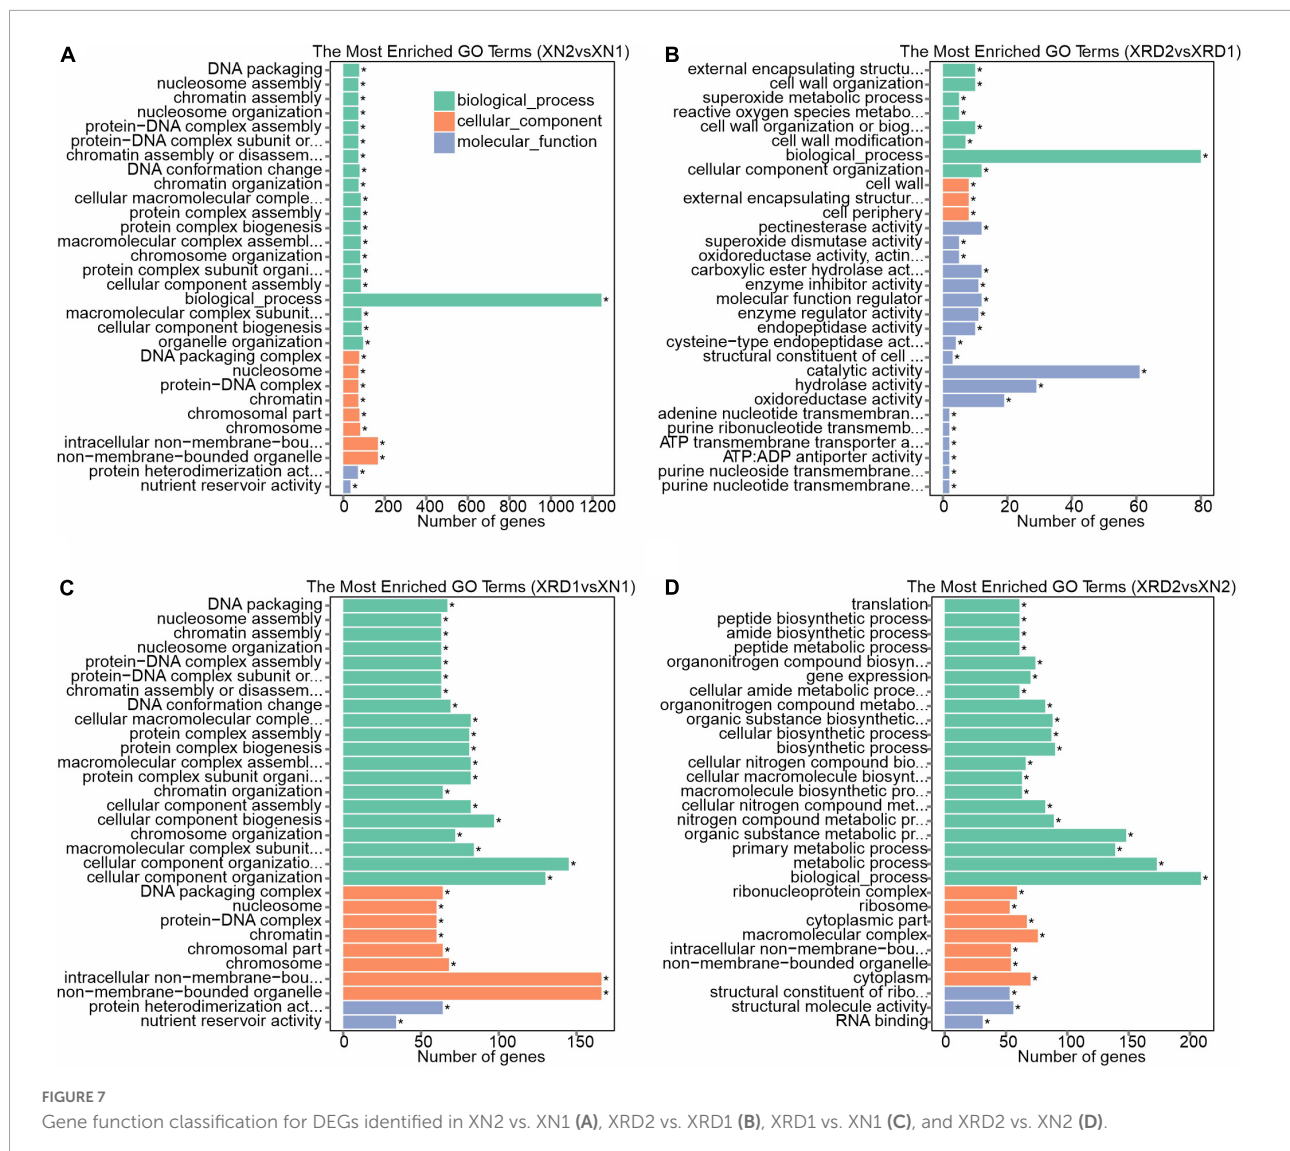 A
The Most Enriched GO Terms (XN2vsXN1)
DNA packaging
nucleosome assembly
chromatin assembly
nucleosome organization
protein−DNA complex assembly
protein−DNA complex subunit or...
chromatin assembly or disassem...
DNA conformation change
chromatin organization
cellular macromolecular comple...
protein complex assembly
protein complex biogenesis
macromolecular complex assembl...
chromosome organization
protein complex subunit organi...
cellular component assembly
biological_process
macromolecular complex subunit...
cellular component biogenesis
organelle organization
DNA packaging complex
nucleosome
protein−DNA complex
chromatin
chromosomal part
chromosome
intracellular non−membrane−bou...
non−membrane−bounded organelle
protein heterodimerization act...
nutrient reservoir activity
biological_process
cellular_component
molecular_function
0 200 400 600 800 1000 1200
Number of genes
B
The Most Enriched GO Terms (XRD2vsXRD1)
external encapsulating structu...
cell wall organization
superoxide metabolic process
reactive oxygen species metabo...
cell wall organization or biog...
cell wall modification
biological_process
cellular component organization
cell wall
external encapsulating structur...
cell periphery
pectinesterase activity
superoxide dismutase activity
oxidoreductase activity, actin...
carboxylic ester hydrolase act...
enzyme inhibitor activity
molecular function regulator
enzyme regulator activity
endopeptidase activity
cysteine−type endopeptidase act...
structural constituent of cell ...
catalytic activity
hydrolase activity
oxidoreductase activity
adenine nucleotide transmembran...
purine ribonucleotide transmemb...
ATP transmembrane transporter a...
ATP:ADP antiporter activity
purine nucleoside transmembrane...
purine nucleotide transmembrane...
0 20 40 60 80
Number of genes
C
The Most Enriched GO Terms (XRD1vsXN1)
DNA packaging
nucleosome assembly
chromatin assembly
nucleosome organization
protein−DNA complex assembly
protein−DNA complex subunit or...
chromatin assembly or disassem...
DNA conformation change
cellular macromolecular comple...
protein complex assembly
protein complex biogenesis
macromolecular complex assembl...
protein complex subunit organi...
chromatin organization
cellular component assembly
cellular component biogenesis
chromosome organization
macromolecular complex subunit...
cellular component organizatio...
cellular component organization
DNA packaging complex
nucleosome
protein−DNA complex
chromatin
chromosomal part
chromosome
intracellular non−membrane−bou...
non−membrane−bounded organelle
protein heterodimerization act...
nutrient reservoir activity
0 50 100 150
Number of genes
D
The Most Enriched GO Terms (XRD2vsXN2)
translation
peptide biosynthetic process
amide biosynthetic process
peptide metabolic process
organonitrogen compound biosyn...
gene expression
cellular amide metabolic proce...
organonitrogen compound metabo...
organic substance biosynthetic...
cellular biosynthetic process
biosynthetic process
cellular nitrogen compound bio...
cellular macromolecule biosynt...
macromolecule biosynthetic pro...
cellular nitrogen compound met...
nitrogen compound metabolic pr...
organic substance metabolic pr...
primary metabolic process
metabolic process
biological_process
ribonucleoprotein complex
ribosome
cytoplasmic part
macromolecular complex
intracellular non−membrane−bou...
non−membrane−bounded organelle
cytoplasm
structural constituent of ribo...
structural molecule activity
RNA binding
0 50 100 150 200
Number of genes
FIGURE 7
Gene function classification for DEGs identified in XN2 vs. XN1 (A), XRD2 vs. XRD1 (B), XRD1 vs. XN1 (C), and XRD2 vs. XN2 (D).